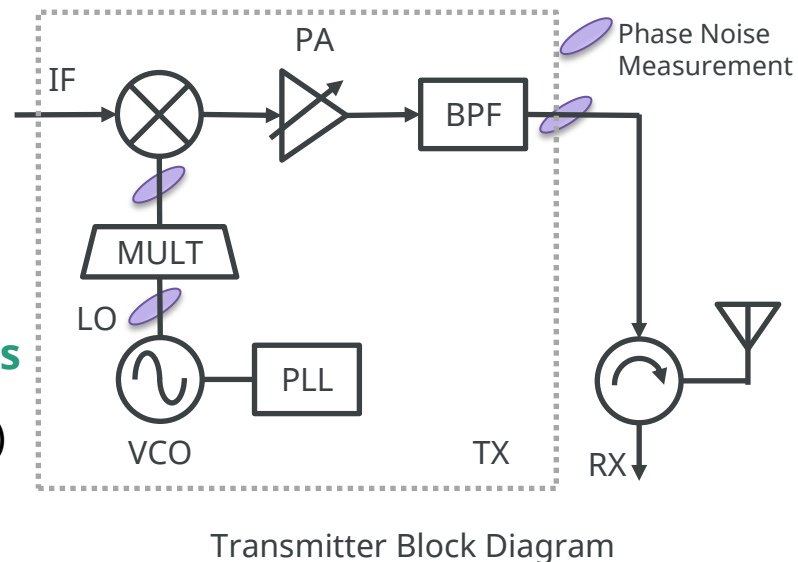 PA
Phase Noise
Measurement
IF
BPF
MULT
LO
s
PLL
)
VCO
TX
RX
Transmitter Block Diagram